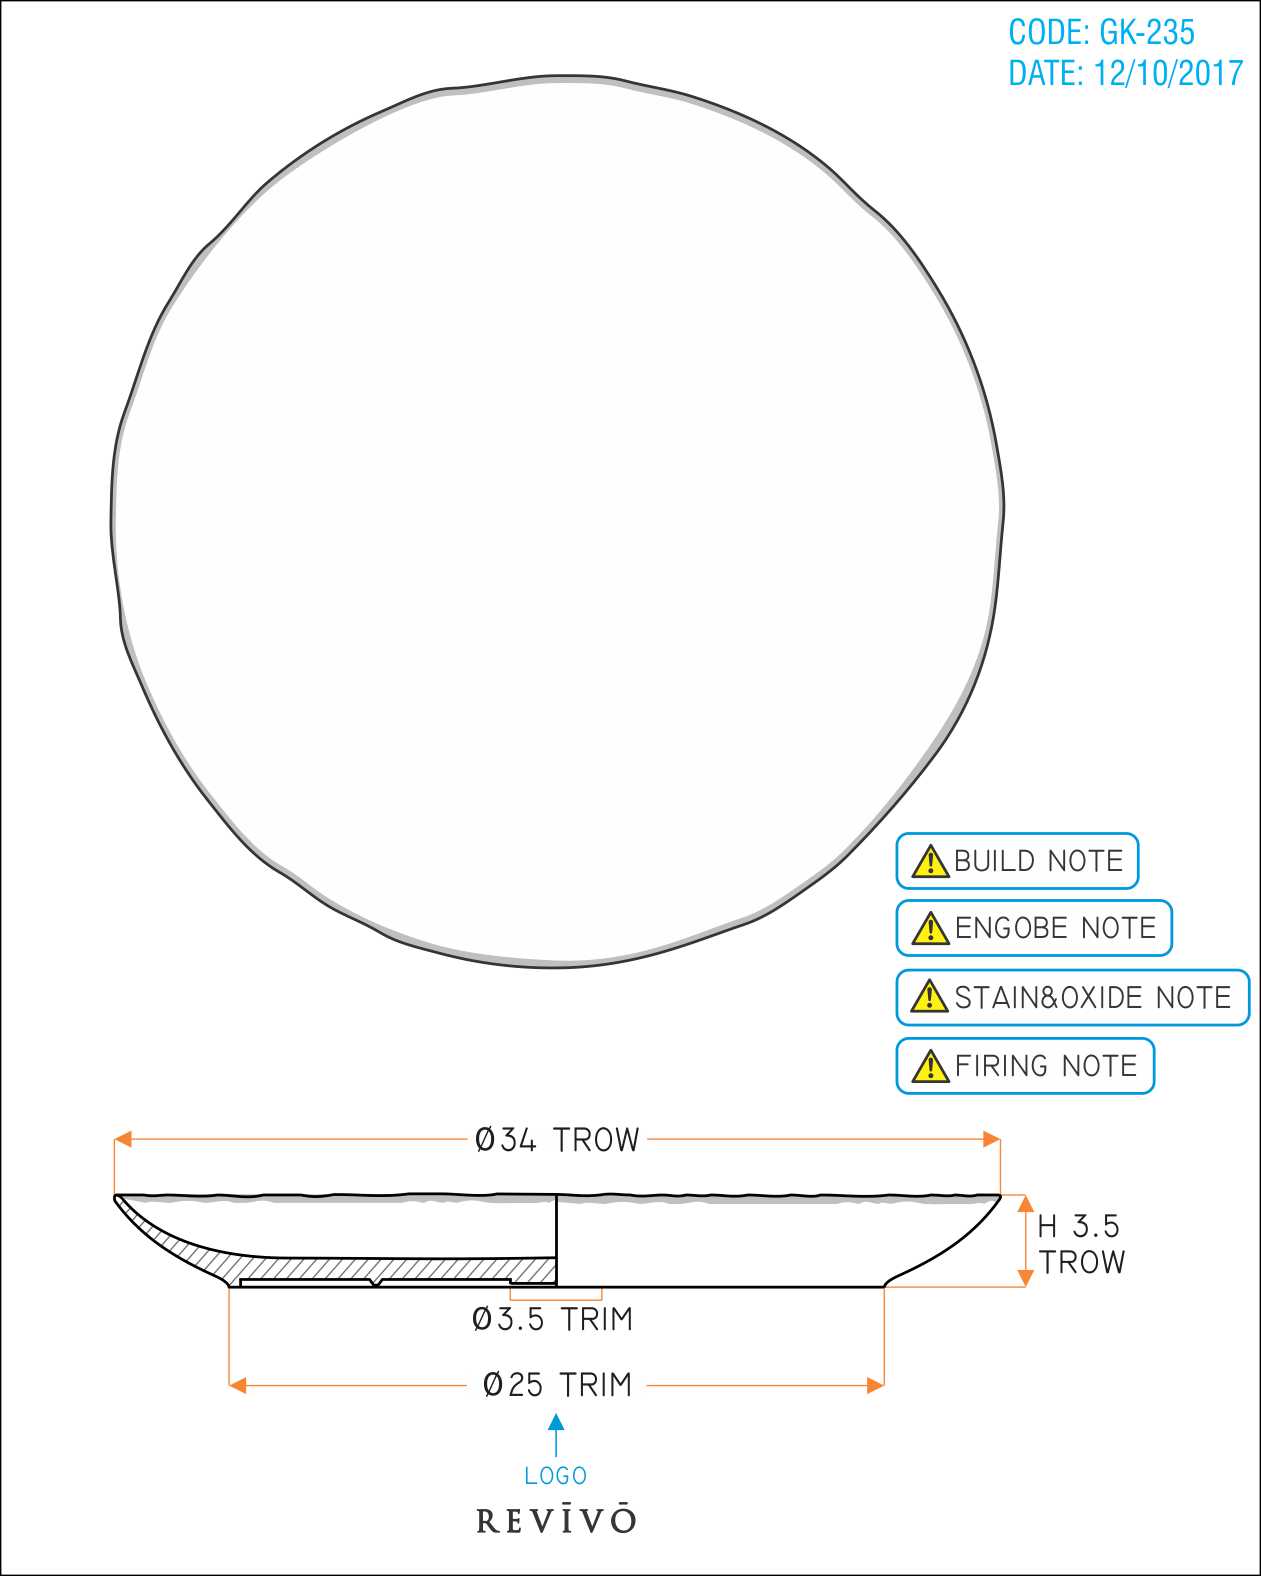 CODE: GK-235
DATE: 12/10/2017
BUILD NOTE
ENGOBE NOTE
STAIN&OXIDE NOTE
FIRING NOTE
Ø34 TROW
H 3.5
TROW
Ø3.5 TRIM
Ø25 TRIM
LOGO
REVĪVŌ